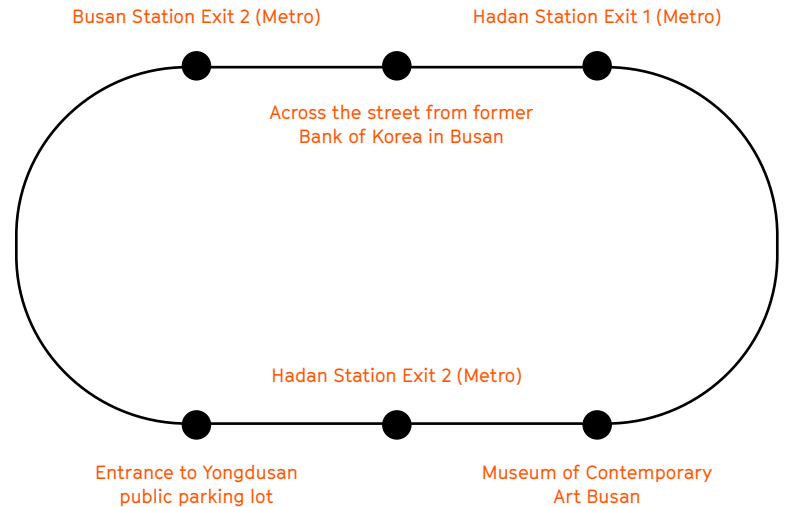 Busan Station Exit 2 (Metro)
Hadan Station Exit 1 (Metro)
Across the street from former
Bank of Korea in Busan
Hadan Station Exit 2 (Metro)
Entrance to Yongdusan
public parking lot
Museum of Contemporary
Art Busan